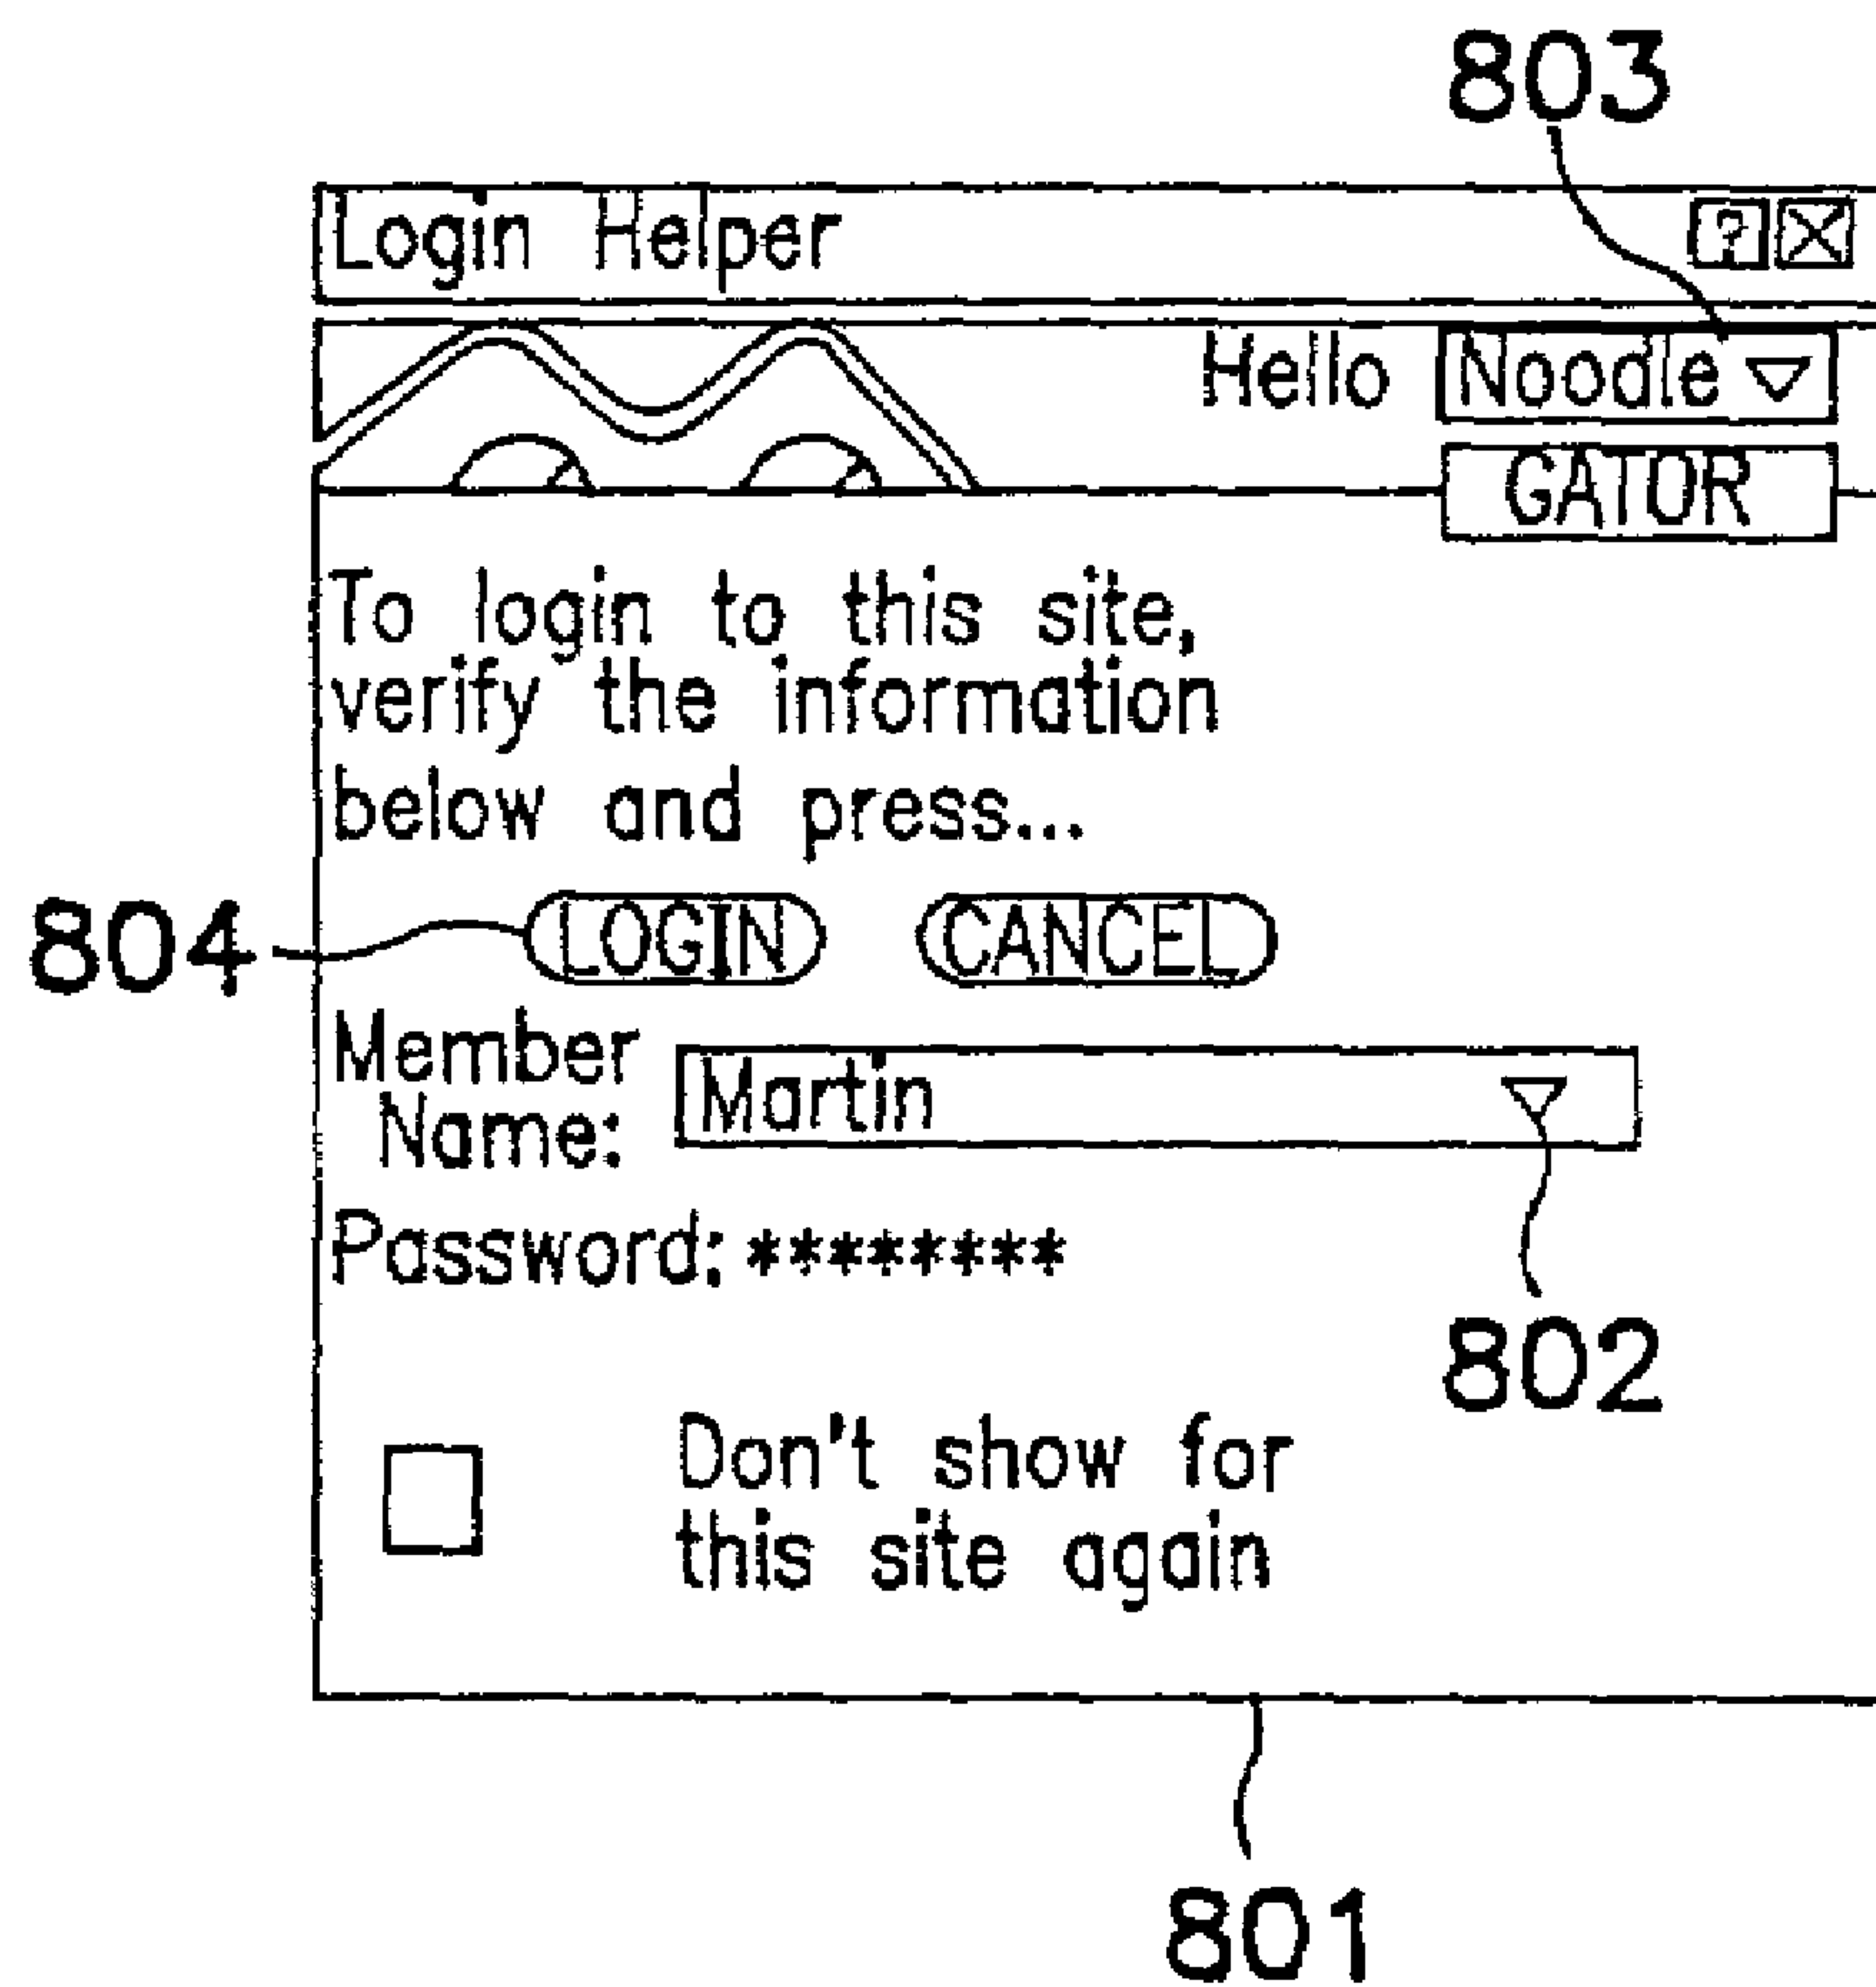 803
Login Helper ?
Hello Noodle
GATOR
To login to this site,
verify the information
below and press...
804 LOGIN CANCEL
Member
Name: Martin
Password: ********
802
Don't show for
this site again
801